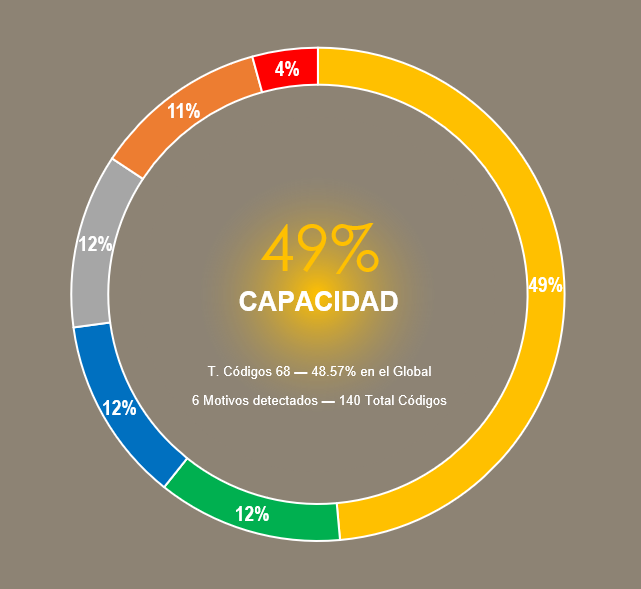 4%
11%
49%
12%
CAPACIDAD
49%
T. Códigos 68 — 48.57% en el Global
6 Motivos detectados — 140 Total Códigos
12%
12%